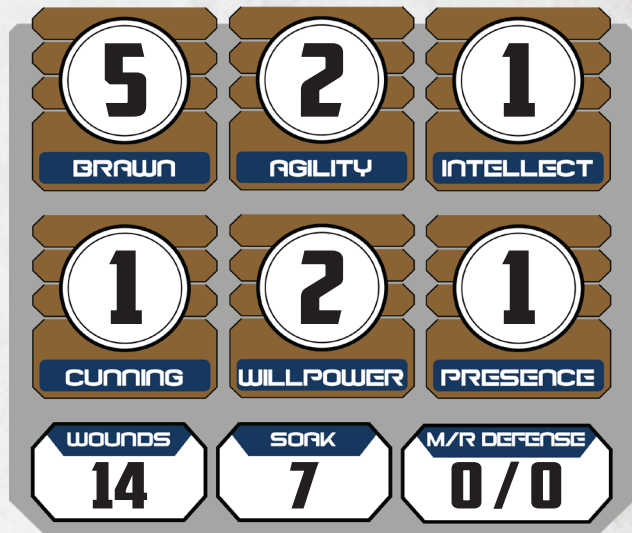 5 2 1
BRAWN AGILITY INTELLECT
1 2 1
CUNNING WILLPOWER PRESENCE
WOUNDS SOAK M/R DEFENSE
14 7 0/0